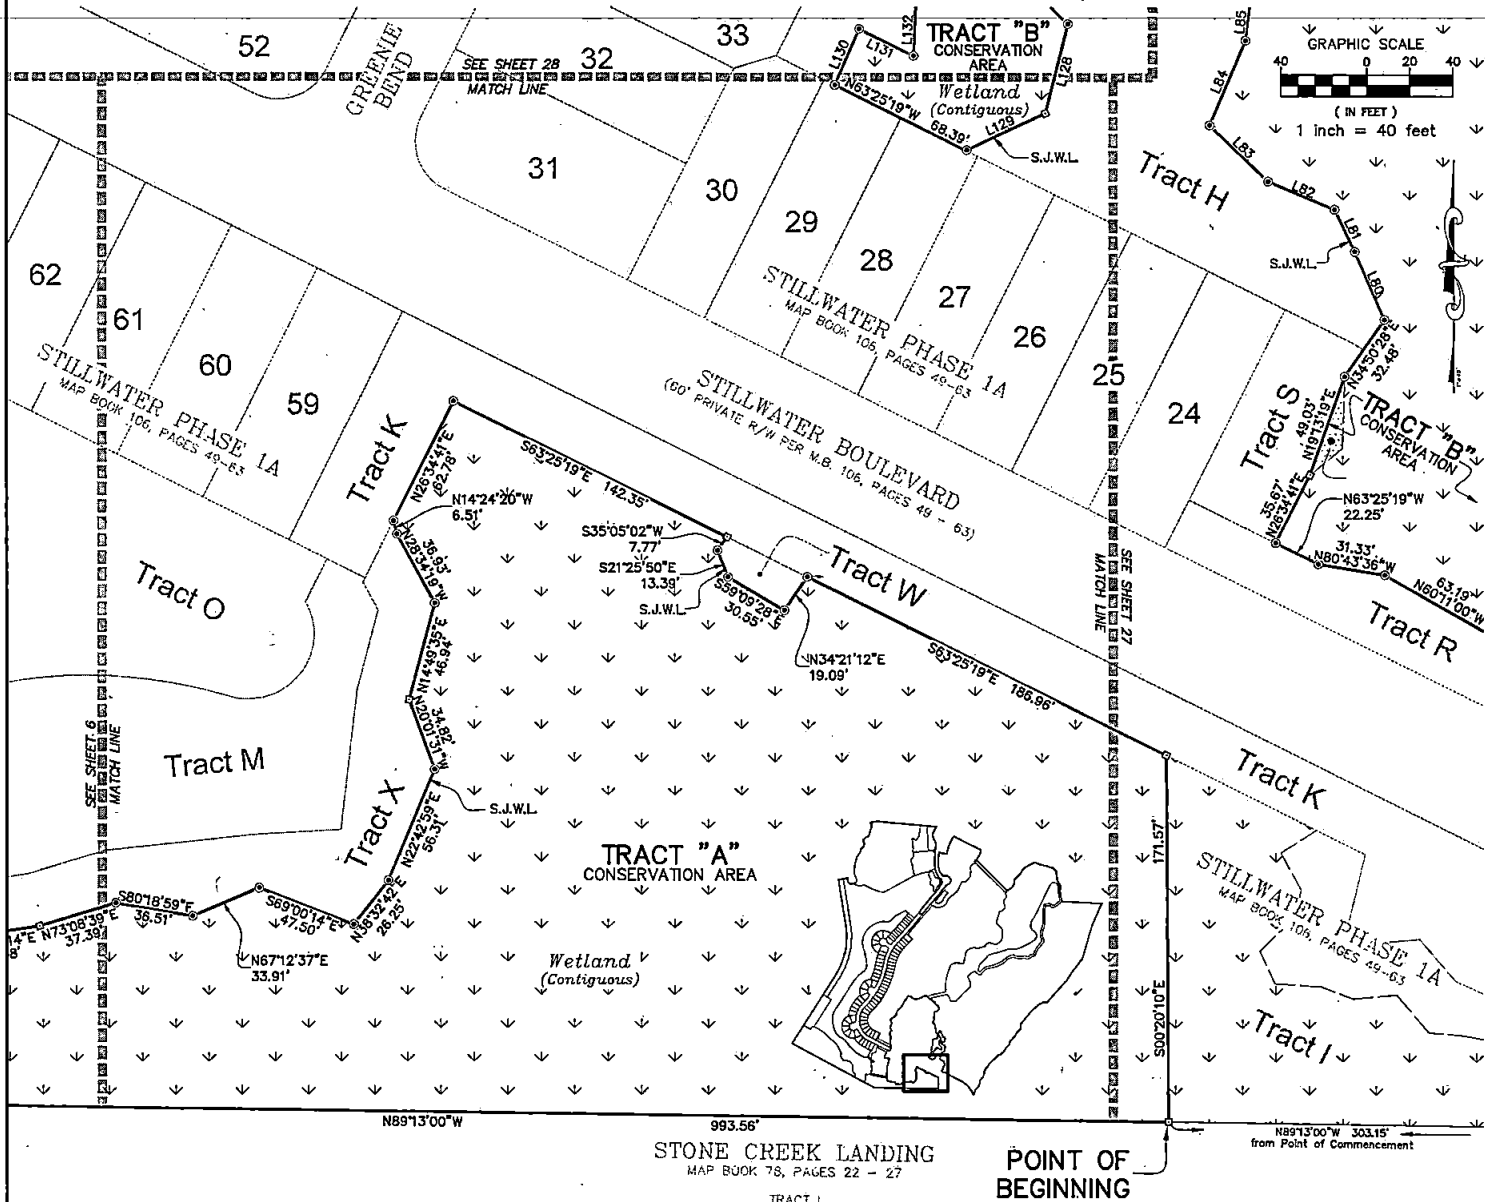 52
GREENIE
BEND
SEE SHEET 28
MATCH LINE
32
33
31
30
29
28
27
26
25
24
L130
L131
L132
TRACT "B"
CONSERVATION
AREA
Wetland
(Contiguous)
L128
L129
N63°25'19"W
68.39'
S.J.W.L.
Tract H
L85
L84
L83
L82
L81
L80
S.J.W.L.
GRAPHIC SCALE
40
0
20
40
( IN FEET )
1 inch = 40 feet
N34°50'28"E
32.48'
49.03'
N19°13'19"E
35.67'
N26°34'41"E
Tract S
TRACT "B"
CONSERVATION
AREA
N63°25'19"W
22.25'
31.33'
N80°43'36"W
63.19'
N60°11'00"W
Tract R
62
61
60
59
STILLWATER PHASE 1A
MAP BOOK 106, PAGES 49-63
STILLWATER PHASE 1A
MAP BOOK 106, PAGES 49-63
STILLWATER BOULEVARD
(60' PRIVATE R/W PER M.B. 106, PAGES 49 - 63)
Tract K
N26°34'41"E
62.78'
S63°25'19"E 142.35'
N14°24'20"W
6.51'
36.93'
N28°34'19"W
S35°05'02"W
7.77'
S21°25'50"E
13.39'
S.J.W.L.
S59°09'28"E
30.55'
N34°21'12"E
19.09'
Tract W
S63°25'19"E 186.96'
SEE SHEET 27
MATCH LINE
Tract O
N14°49'35"E
46.94'
34.82'
N20°01'31"W
Tract M
SEE SHEET 6
MATCH LINE
Tract X
S.J.W.L.
N22°42'59"E
56.31'
N38°32'42"E
26.25'
S69°00'14"E
47.50'
N67°12'37"E
33.91'
S80°18'59"E
36.51'
N73°08'39"E
37.39'
14"E
8'
TRACT "A"
CONSERVATION AREA
Wetland
(Contiguous)
Tract K
171.57'
S00°20'10"E
STILLWATER PHASE 1A
MAP BOOK 106, PAGES 49-63
Tract I
N89°13'00"W
993.56'
N89°13'00"W 303.15'
from Point of Commencement
STONE CREEK LANDING
MAP BOOK 78, PAGES 22 - 27
POINT OF
BEGINNING